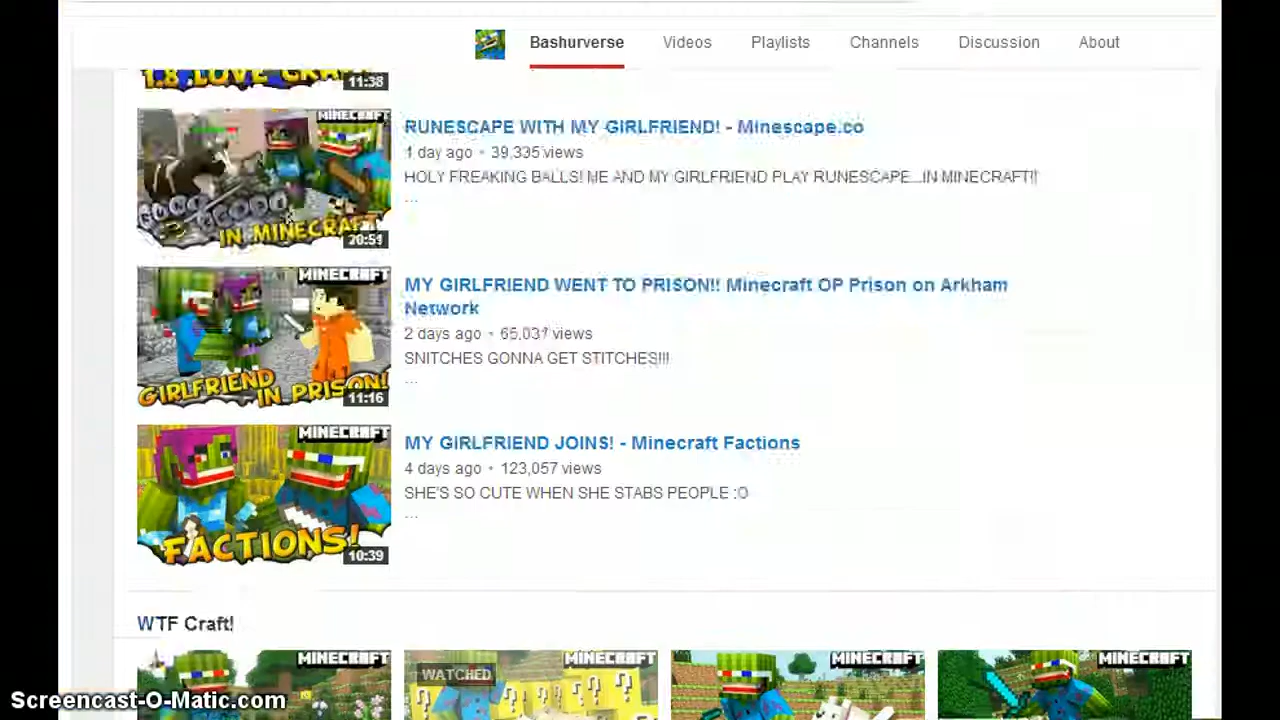 Bashurverse Videos Playlists Channels Discussion About
11:38
MINECRAFT
RUNESCAPE WITH MY GIRLFRIEND! - Minescape.co
1 day ago • 39,335 views
HOLY FREAKING BALLS! ME AND MY GIRLFRIEND PLAY RUNESCAPE...IN MINECRAFT!!
...
IN MINECRAFT
20:51
MINECRAFT
MY GIRLFRIEND WENT TO PRISON!! Minecraft OP Prison on Arkham
Network
2 days ago • 65,037 views
SNITCHES GONNA GET STITCHES!!!
...
GIRLFRIEND
IN PRISON!
11:16
MINECRAFT
MY GIRLFRIEND JOINS! - Minecraft Factions
4 days ago • 123,057 views
SHE'S SO CUTE WHEN SHE STABS PEOPLE :O
...
FACTIONS!
10:39
WTF Craft!
MINECRAFT
WATCHED
MINECRAFT
MINECRAFT
MINECRAFT
Screencast-O-Matic.com